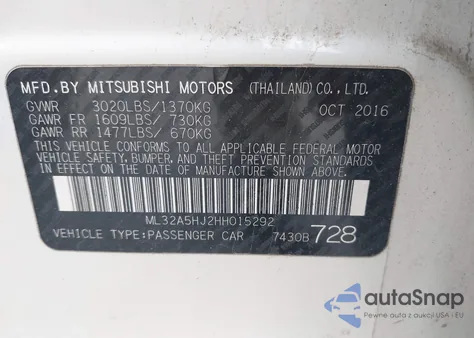 MFD.BY MITSUBISHI MOTORS (THAILAND) CO.,LTD.
GVWR 3020LBS/1370KG OCT 2016
GAWR FR 1609LBS/ 730KG
GAWR RR 1477LBS/ 670KG
THIS VEHICLE CONFORMS TO ALL APPLICABLE FEDERAL MOTOR
VEHICLE SAFETY, BUMPER, AND THEFT PREVENTION STANDARDS
IN EFFECT ON THE DATE OF MANUFACTURE SHOWN ABOVE.
ML32A5HJ2HH015292
VEHICLE TYPE:PASSENGER CAR 7430B 728
autoSnap
Pewne auta z USA i EU